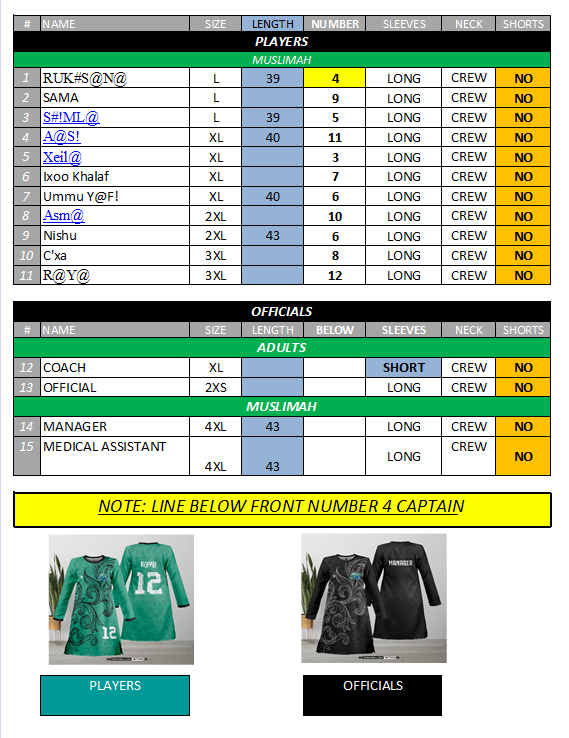 # NAME SIZE LENGTH NUMBER SLEEVES NECK SHORTS
PLAYERS
MUSLIMAH
1 RUK#S@N@ L 39 4 LONG CREW NO
2 SAMA L 9 LONG CREW NO
3 S#!ML@ L 39 5 LONG CREW NO
4 A@S! XL 40 11 LONG CREW NO
5 Xeil@ XL 3 LONG CREW NO
6 Ixoo Khalaf XL 7 LONG CREW NO
7 Ummu Y@F! XL 40 6 LONG CREW NO
8 Asm@ 2XL 10 LONG CREW NO
9 Nishu 2XL 43 6 LONG CREW NO
10 C'xa 3XL 8 LONG CREW NO
11 R@Y@ 3XL 12 LONG CREW NO
OFFICIALS
# NAME SIZE LENGTH BELOW SLEEVES NECK SHORTS
ADULTS
12 COACH XL SHORT CREW NO
13 OFFICIAL 2XS LONG CREW NO
MUSLIMAH
14 MANAGER 4XL 43 LONG CREW NO
15 MEDICAL ASSISTANT 4XL 43 LONG CREW NO
NOTE: LINE BELOW FRONT NUMBER 4 CAPTAIN
12
12
MANAGER
PLAYERS OFFICIALS